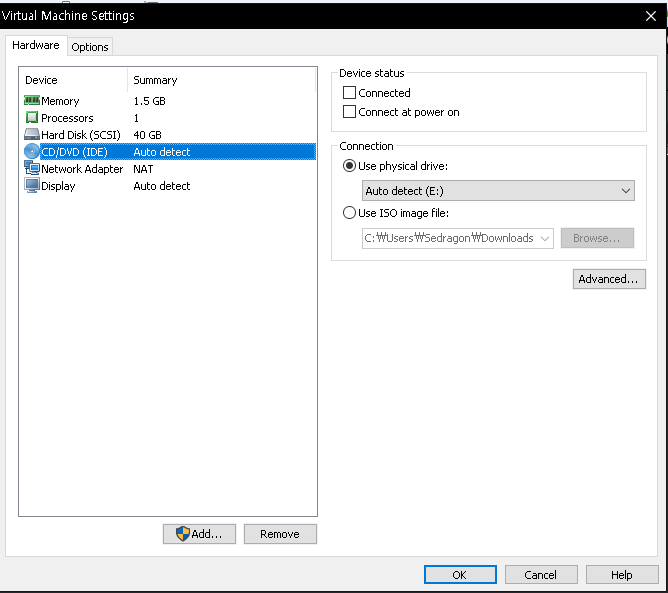 Virtual Machine Settings
Hardware Options
Device Summary
Memory 1.5 GB
Processors 1
Hard Disk (SCSI) 40 GB
CD/DVD (IDE) Auto detect
Network Adapter NAT
Display Auto detect
Add...
Remove
Device status
Connected
Connect at power on
Connection
Use physical drive:
Auto detect (E:)
Use ISO image file:
C:₩Users₩Sedragon₩Downloads
Browse...
Advanced...
OK
Cancel
Help